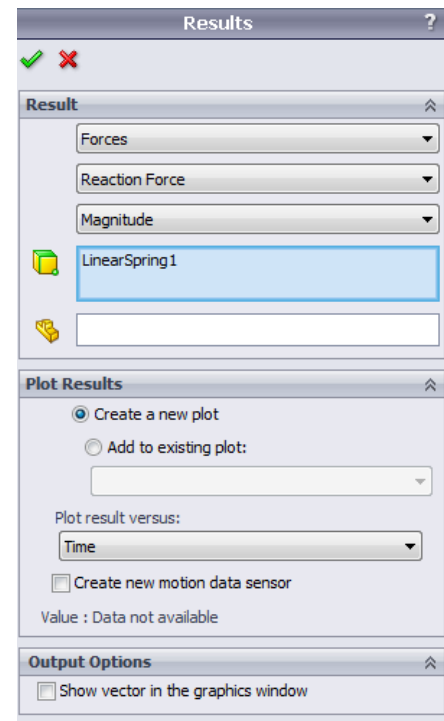 Results ?
Result
Forces
Reaction Force
Magnitude
LinearSpring1
Plot Results
Create a new plot
Add to existing plot:
Plot result versus:
Time
Create new motion data sensor
Value : Data not available
Output Options
Show vector in the graphics window